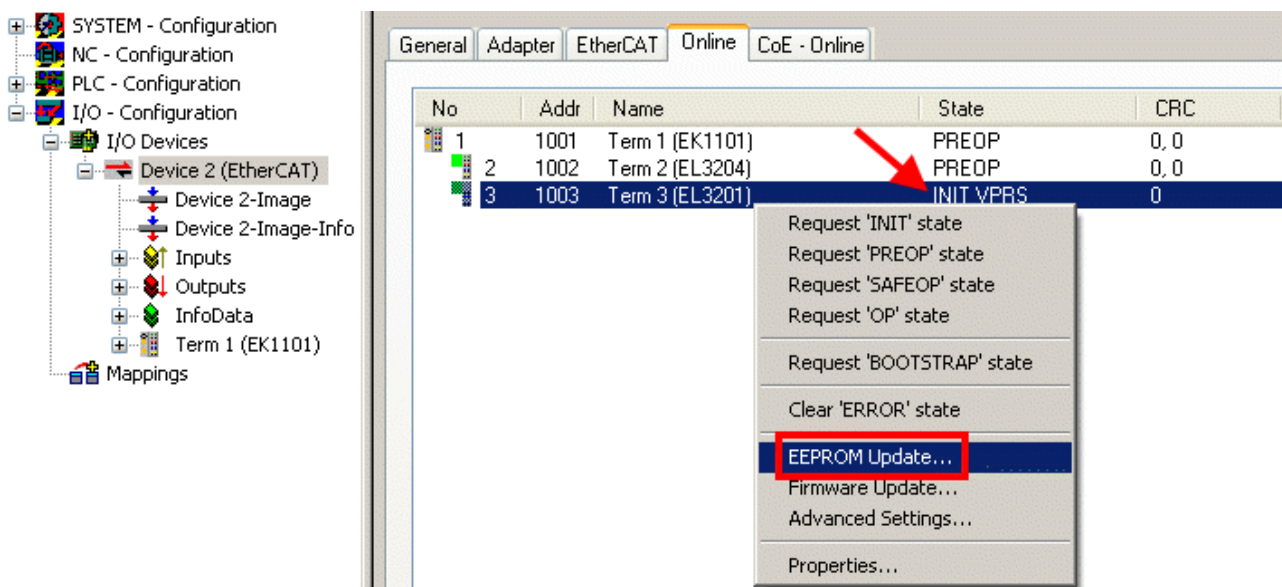 SYSTEM - Configuration
NC - Configuration
PLC - Configuration
I/O - Configuration
I/O Devices
Device 2 (EtherCAT)
Device 2-Image
Device 2-Image-Info
Inputs
Outputs
InfoData
Term 1 (EK1101)
Mappings
General Adapter EtherCAT Online CoE - Online
No Addr Name State CRC
1 1001 Term 1 (EK1101) PREOP 0, 0
2 1002 Term 2 (EL3204) PREOP 0, 0
3 1003 Term 3 (EL3201) INIT VPRS 0
Request 'INIT' state
Request 'PREOP' state
Request 'SAFEOP' state
Request 'OP' state
Request 'BOOTSTRAP' state
Clear 'ERROR' state
EEPROM Update...
Firmware Update...
Advanced Settings...
Properties...